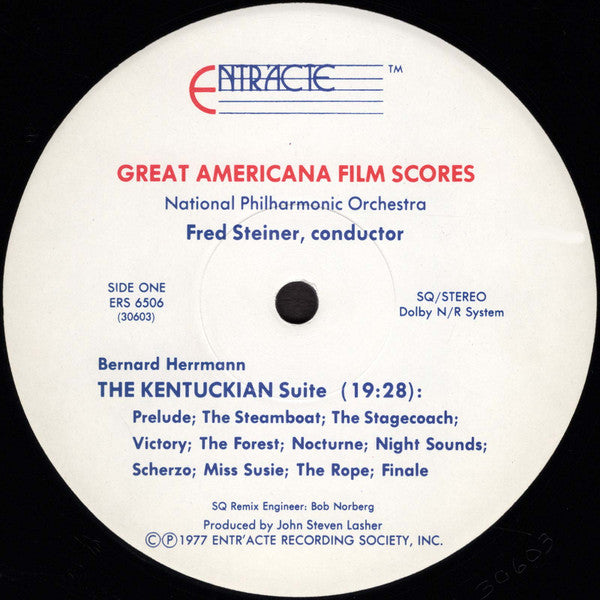 ENTR'ACTE ™
GREAT AMERICANA FILM SCORES
National Philharmonic Orchestra
Fred Steiner, conductor
SIDE ONE
ERS 6506
(30603)
SQ/STEREO
Dolby N/R System
Bernard Herrmann
THE KENTUCKIAN Suite (19:28):
Prelude; The Steamboat; The Stagecoach;
Victory; The Forest; Nocturne; Night Sounds;
Scherzo; Miss Susie; The Rope; Finale
SQ Remix Engineer: Bob Norberg
Produced by John Steven Lasher
©℗1977 ENTR'ACTE RECORDING SOCIETY, INC.
30603